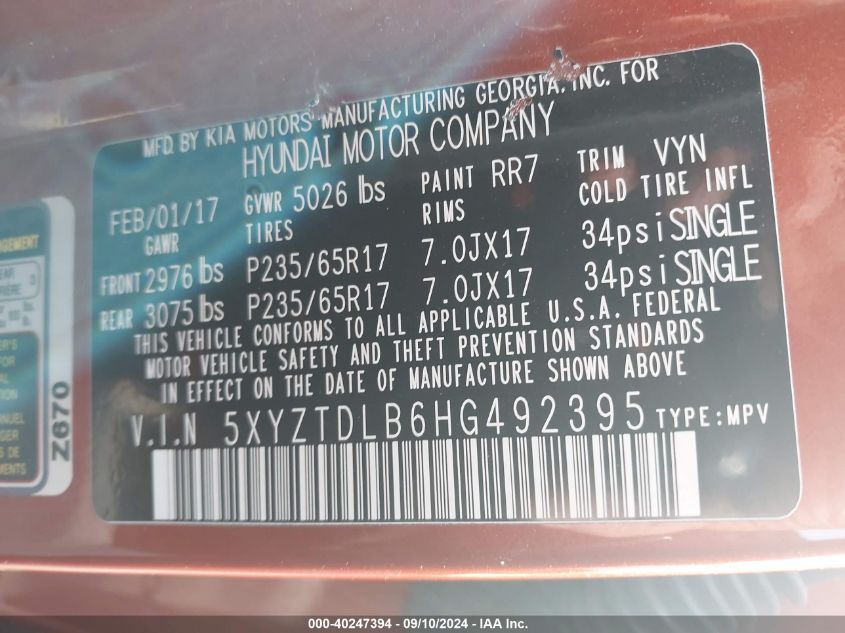 MFD. BY KIA MOTORS MANUFACTURING GEORGIA, INC. FOR
HYUNDAI MOTOR COMPANY
FEB/01/17 GVWR 5026 lbs PAINT RR7 TRIM VYN
GAWR TIRES RIMS COLD TIRE INFL
FRONT 2976 lbs P235/65R17 7.0JX17 34psi SINGLE
REAR 3075 lbs P235/65R17 7.0JX17 34psi SINGLE
THIS VEHICLE CONFORMS TO ALL APPLICABLE U.S.A. FEDERAL
MOTOR VEHICLE SAFETY AND THEFT PREVENTION STANDARDS
IN EFFECT ON THE DATE OF MANUFACTURE SHOWN ABOVE
V.I.N 5XYZTDLB6HG492395 TYPE:MPV
Z670
000-40247394 - 09/10/2024 - IAA Inc.